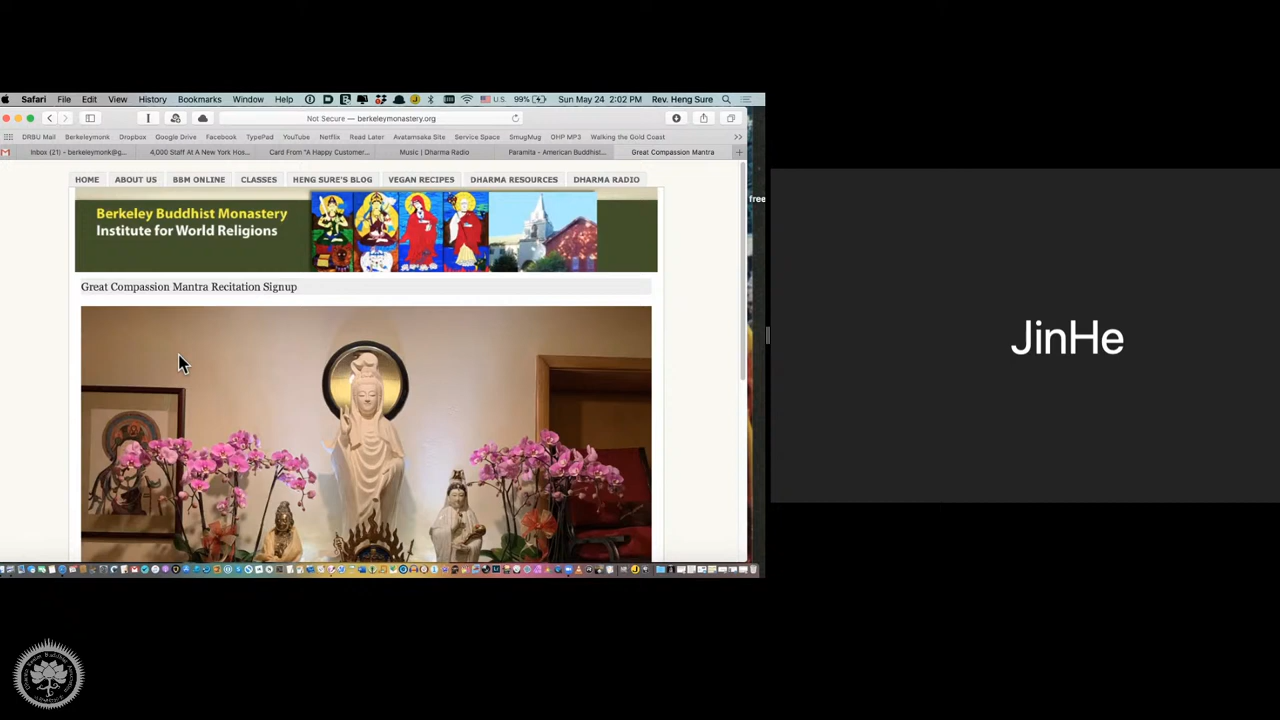 Safari File Edit View History Bookmarks Window Help U.S. 99% Sun May 24 2:02 PM Rev. Heng Sure
Not Secure — berkeleymonastery.org
DRBU Mail Berkeleymonk Dropbox Google Drive Facebook TypePad YouTube Netflix Read Later Avatamsaka Site Service Space SmugMug OHP MP3 Walking the Gold Coast
Inbox (21) - berkeleymonk@g... 4,000 Staff At A New York Hos... Card From "A Happy Customer... Music | Dharma Radio Paramita - American Buddhist... Great Compassion Mantra
HOME ABOUT US BBM ONLINE CLASSES HENG SURE'S BLOG VEGAN RECIPES DHARMA RESOURCES DHARMA RADIO
free
Berkeley Buddhist Monastery
Institute for World Religions
Great Compassion Mantra Recitation Signup
JinHe